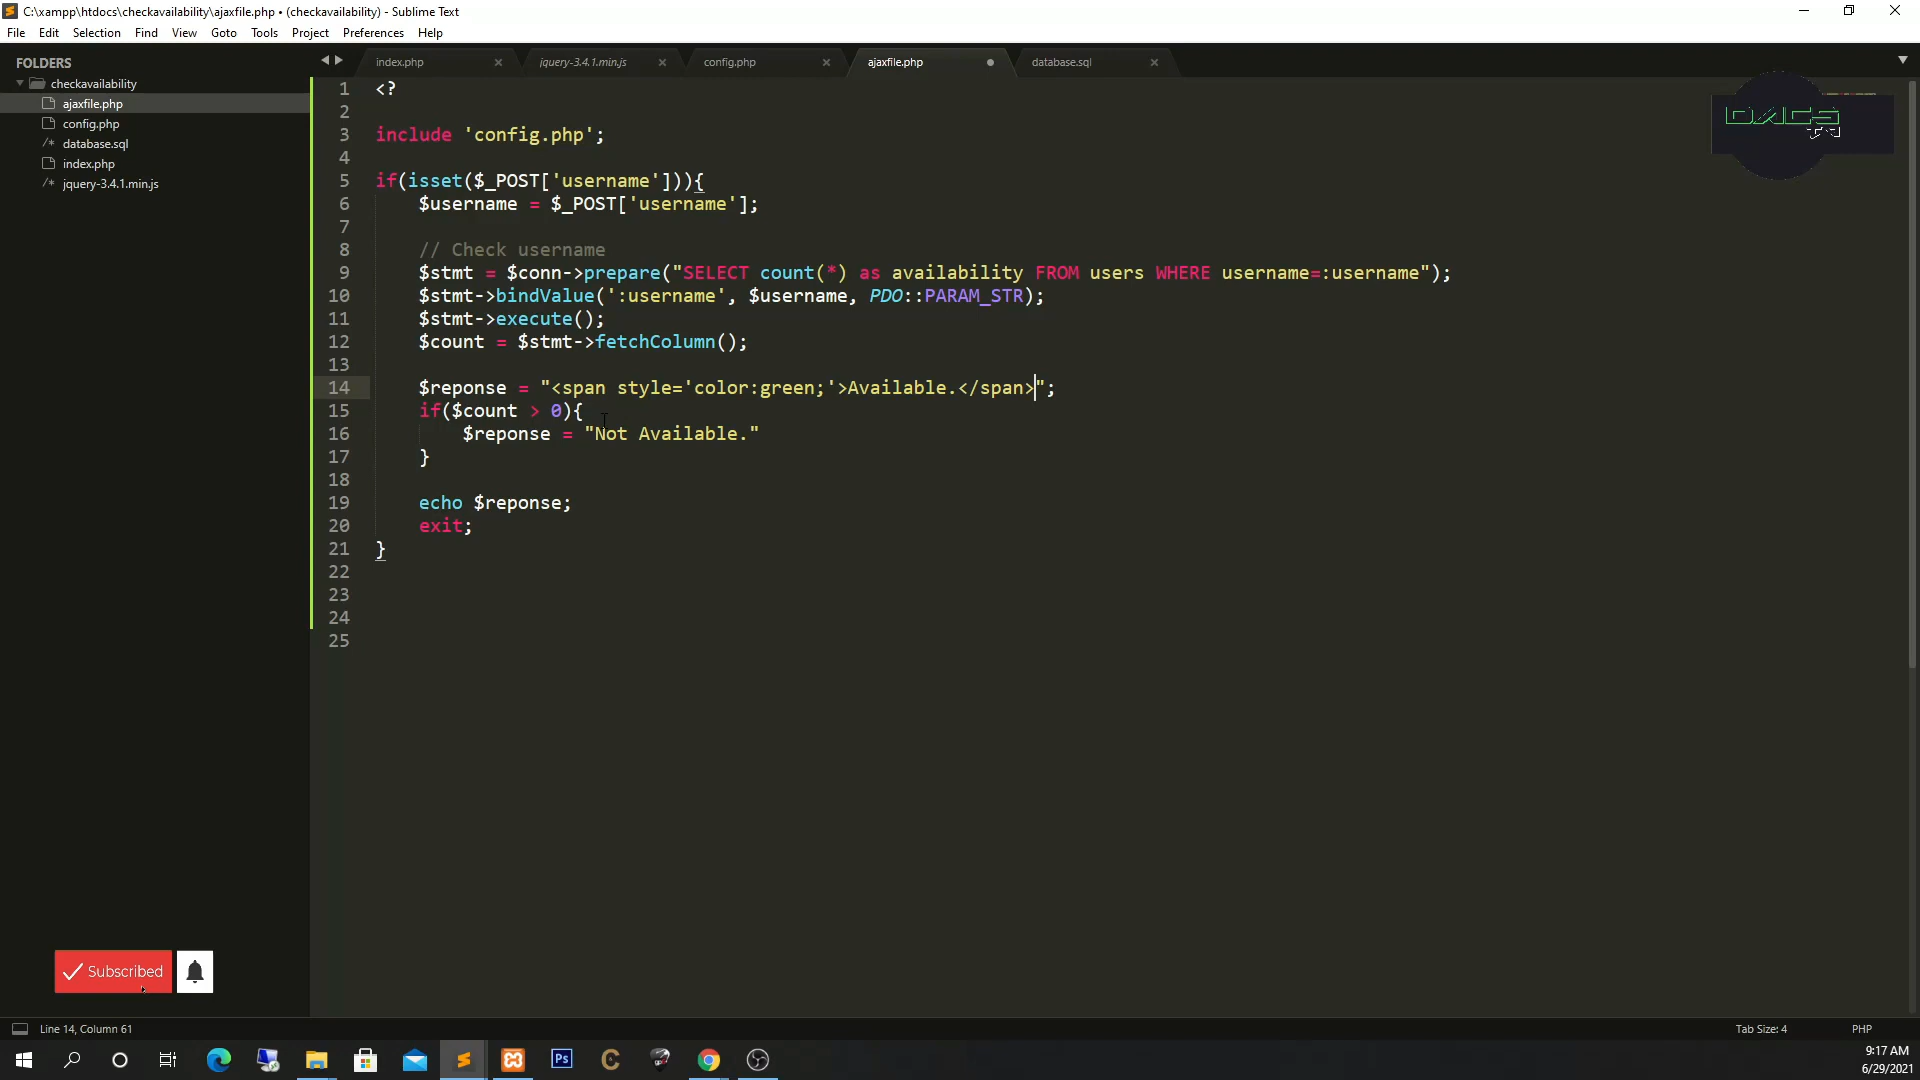 C:\xampp\htdocs\checkavailability\ajaxfile.php • (checkavailability) - Sublime Text
File Edit Selection Find View Goto Tools Project Preferences Help
FOLDERS
checkavailability
ajaxfile.php
config.php
/* database.sql
index.php
/* jquery-3.4.1.min.js
index.php jquery-3.4.1.min.js config.php ajaxfile.php database.sql
1 <?
2
3 include 'config.php';
4
5 if(isset($_POST['username'])){
6 $username = $_POST['username'];
7
8 // Check username
9 $stmt = $conn->prepare("SELECT count(*) as availability FROM users WHERE username=:username");
10 $stmt->bindValue(':username', $username, PDO::PARAM_STR);
11 $stmt->execute();
12 $count = $stmt->fetchColumn();
13
14 $reponse = "<span style='color:green;'>Available.</span>";
15 if($count > 0){
16 $reponse = "Not Available."
17 }
18
19 echo $reponse;
20 exit;
21 }
22
23
24
25
Subscribed
Line 14, Column 61
Tab Size: 4 PHP
Ps
9:17 AM
6/29/2021